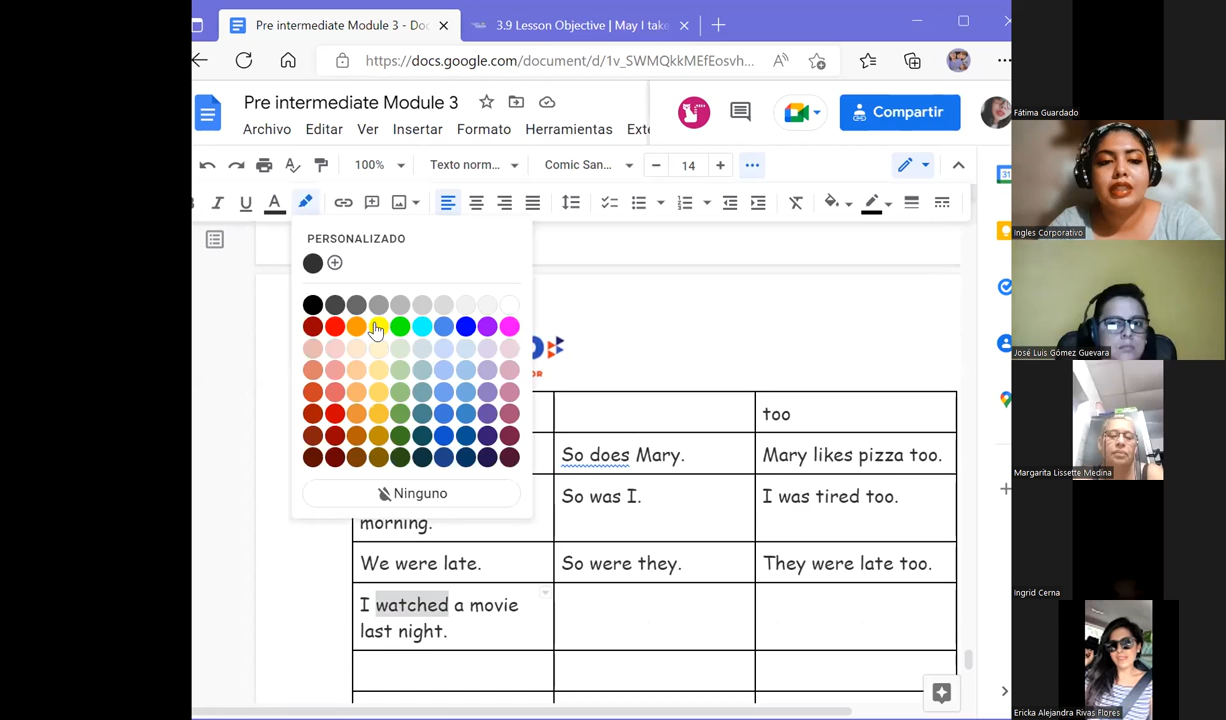 Pre intermediate Module 3 - Doc
3.9 Lesson Objective | May I take
https://docs.google.com/document/d/1v_SWMQkkMEfEosvh...
Pre intermediate Module 3
Compartir
Archivo Editar Ver Insertar Formato Herramientas Exte
100% Texto norm... Comic San... 14
PERSONALIZADO
Ninguno
too
So does Mary. Mary likes pizza too.
So was I. I was tired too.
morning.
We were late. So were they. They were late too.
I watched a movie
last night.
Fátima Guardado
Ingles Corporativo
José Luis Gómez Guevara
Margarita Lissette Medina
Ingrid Cerna
Ericka Alejandra Rivas Flores